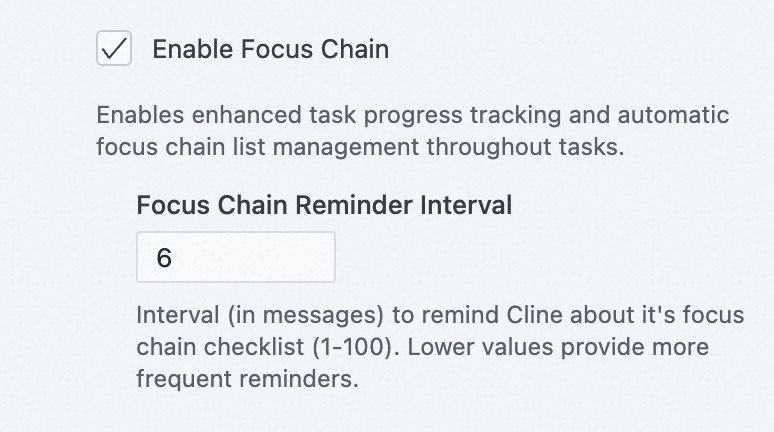 Enable Focus Chain
Enables enhanced task progress tracking and automatic
focus chain list management throughout tasks.
Focus Chain Reminder Interval
6
Interval (in messages) to remind Cline about it's focus
chain checklist (1-100). Lower values provide more
frequent reminders.